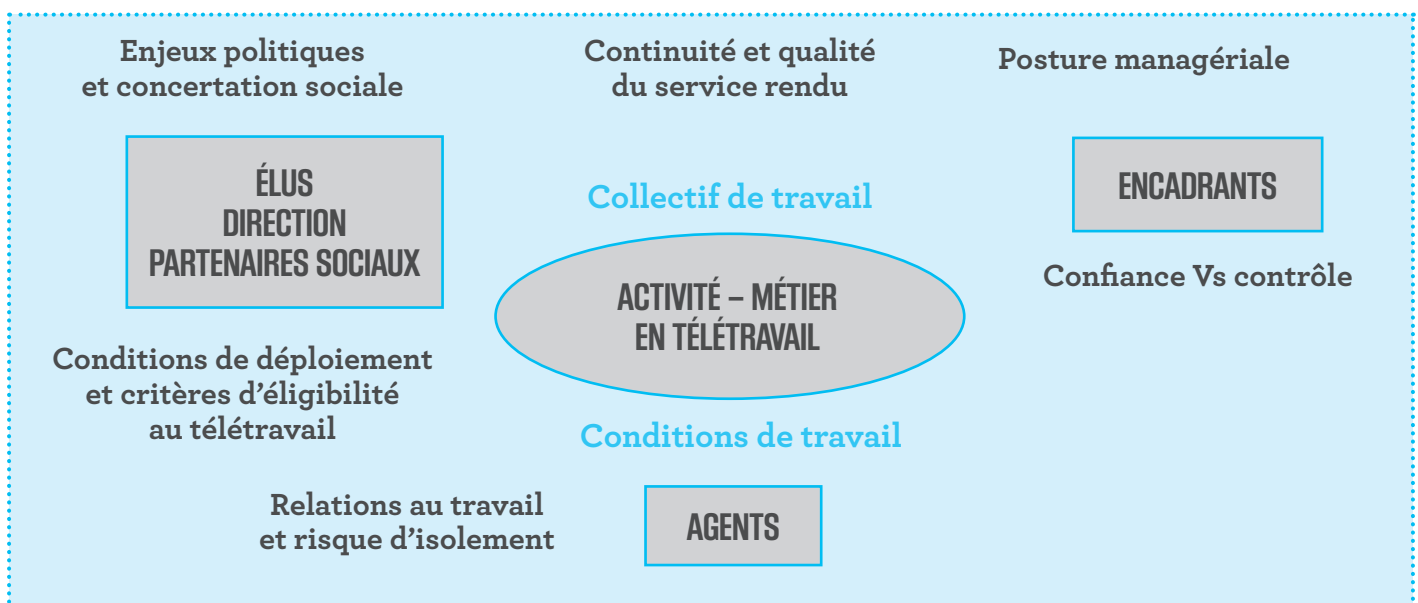 Enjeux politiques
et concertation sociale
Continuité et qualité
du service rendu
Posture managériale
ÉLUS
DIRECTION
PARTENAIRES SOCIAUX
Collectif de travail
ENCADRANTS
ACTIVITÉ – MÉTIER
EN TÉLÉTRAVAIL
Confiance Vs contrôle
Conditions de déploiement
et critères d’éligibilité
au télétravail
Conditions de travail
Relations au travail
et risque d’isolement
AGENTS